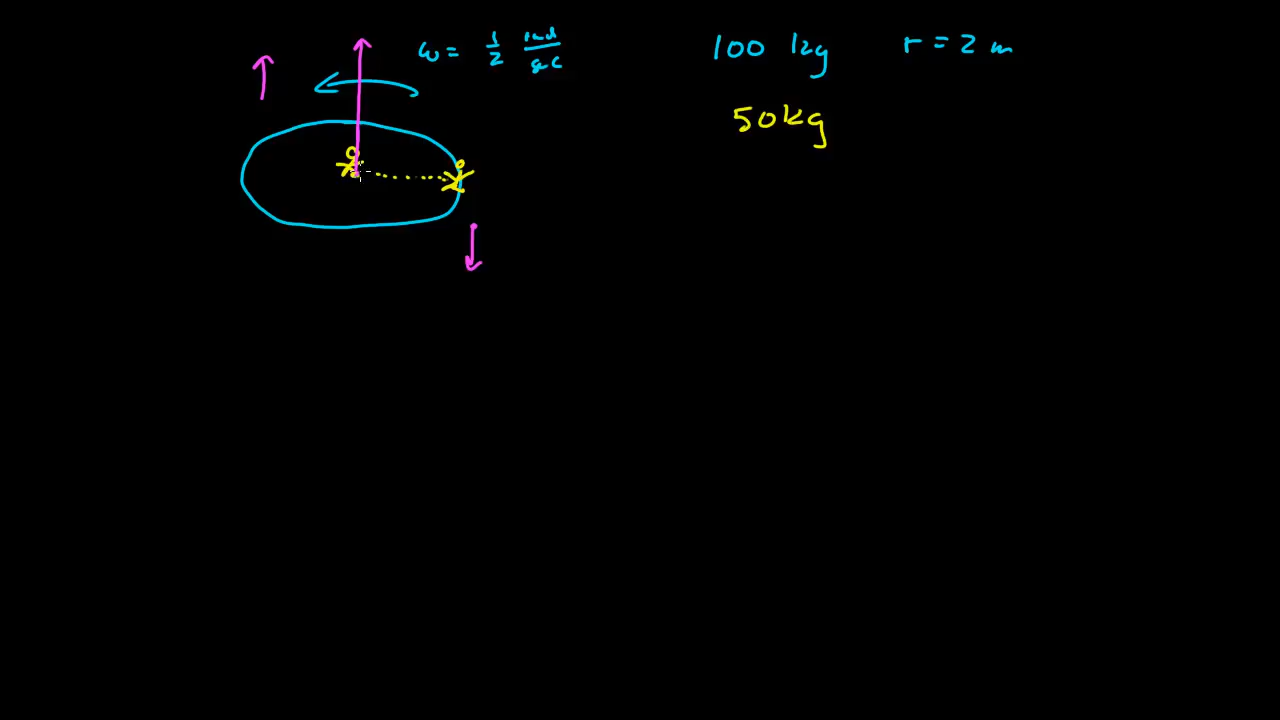 ω = 1/2 rad/sec
100 kg r = 2 m
50kg